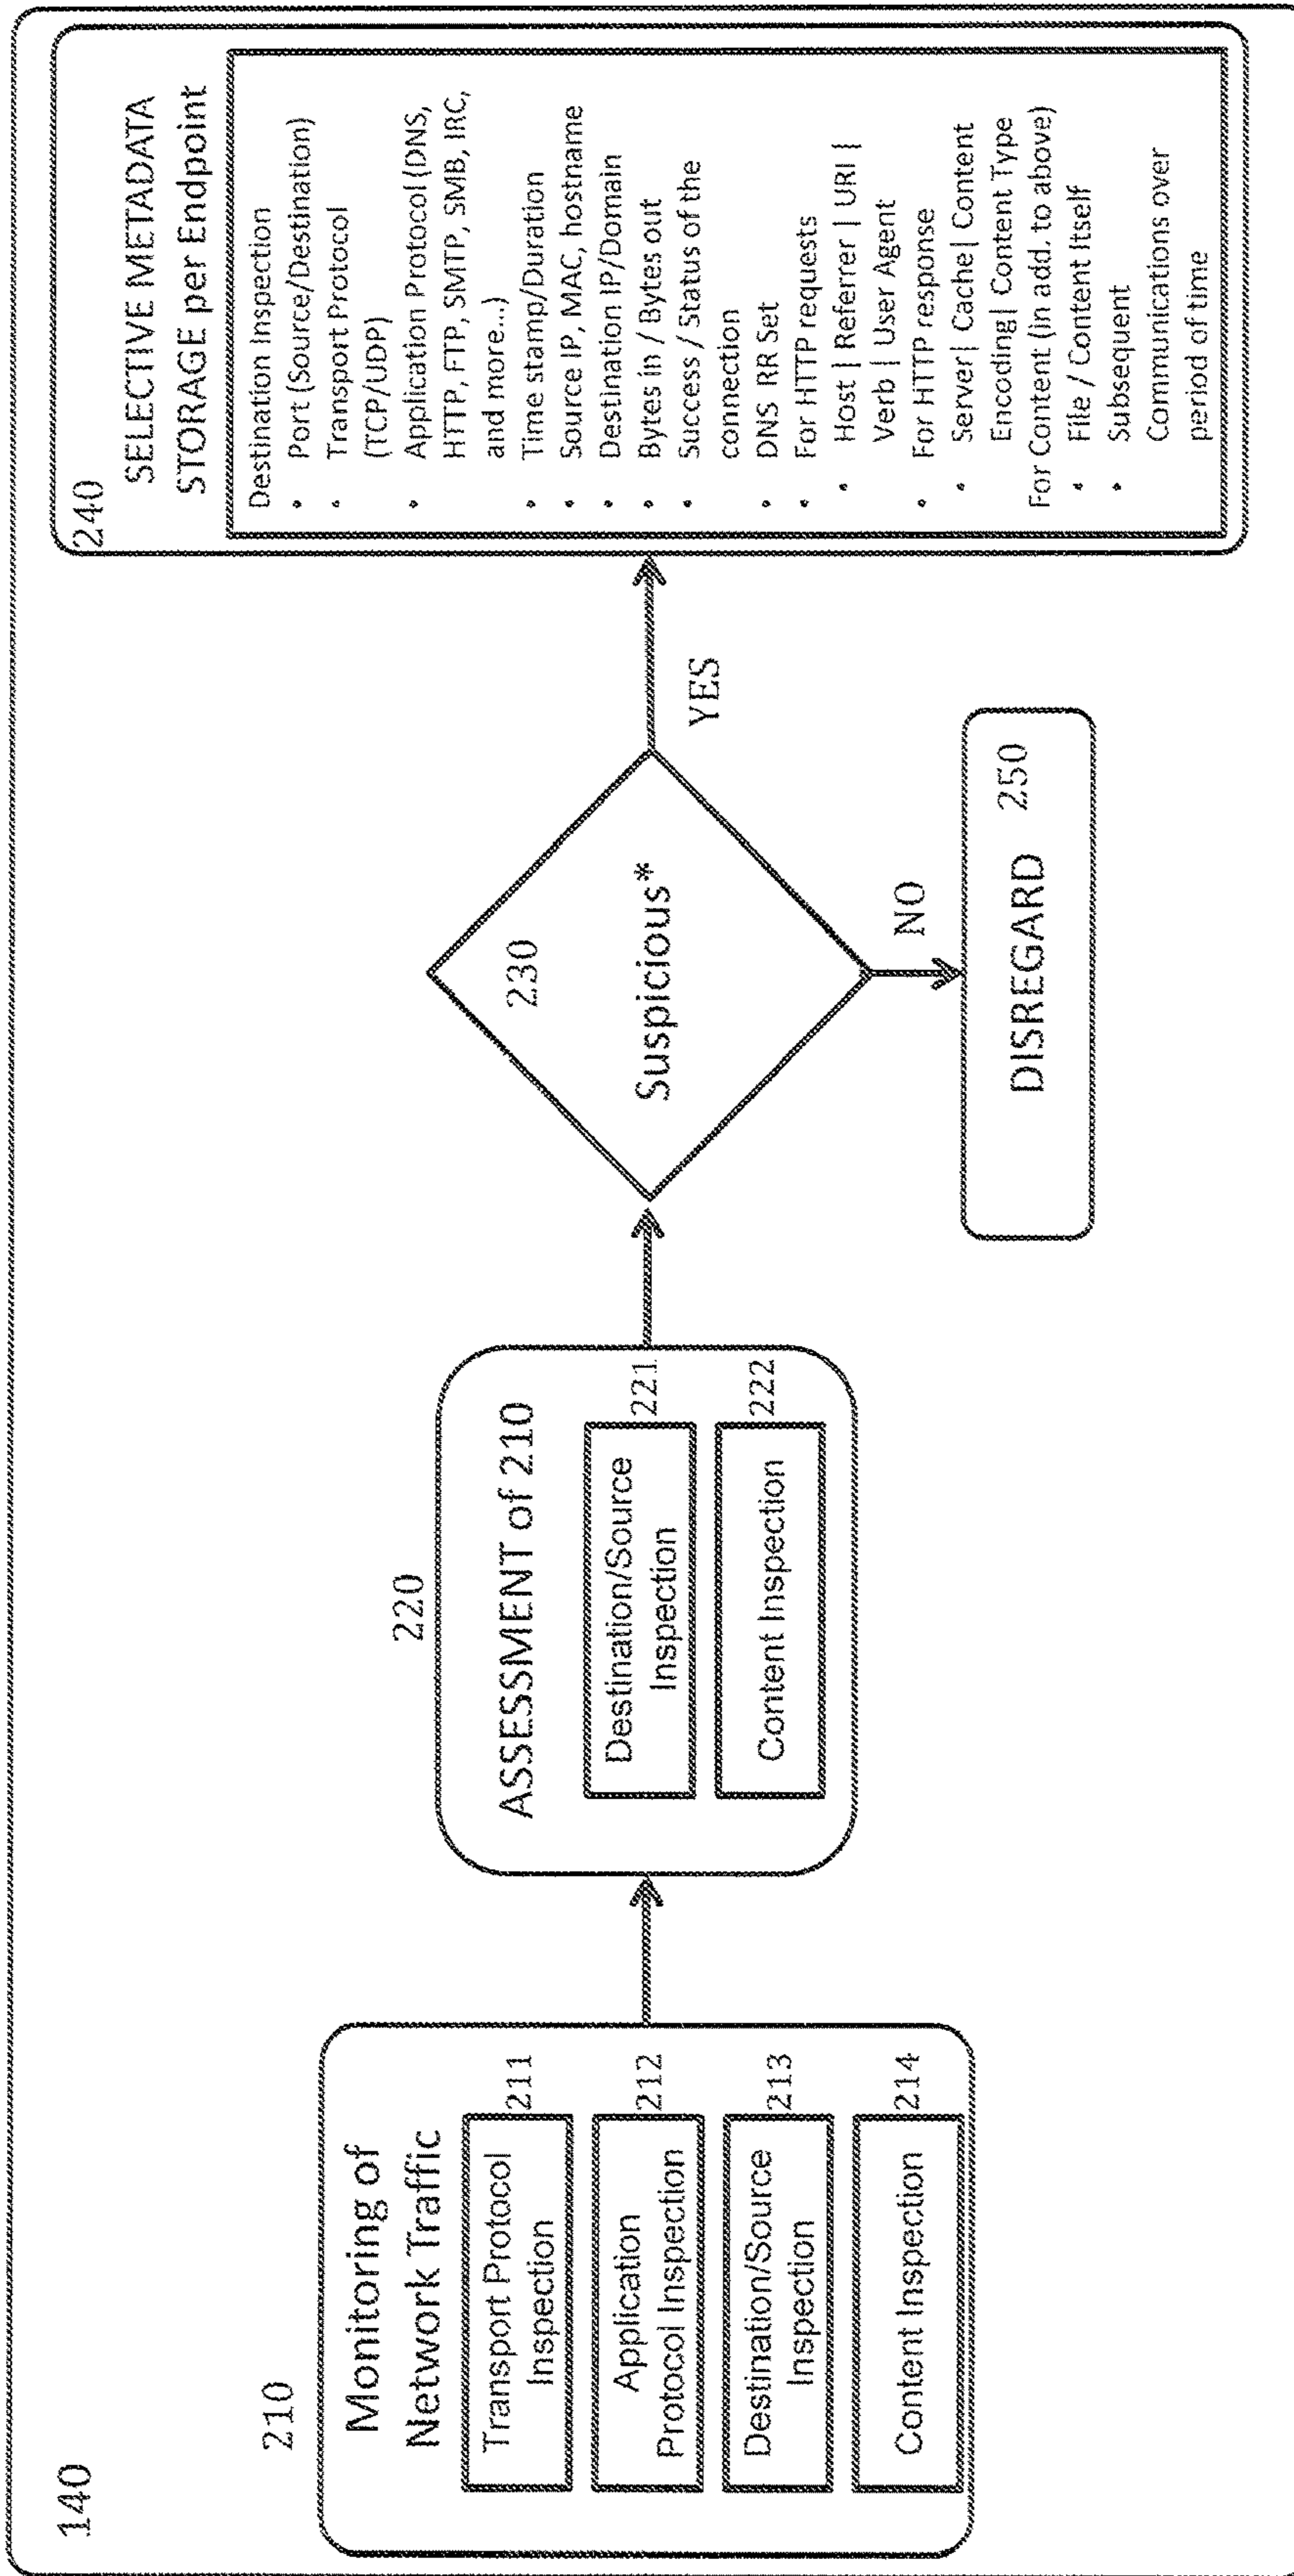 140
210
Monitoring of
Network Traffic
Transport Protocol
Inspection
211
Application
Protocol Inspection
212
Destination/Source
Inspection
213
Content Inspection
214
220
ASSESSMENT of 210
Destination/Source
Inspection
221
Content Inspection
222
230
Suspicious*
YES
NO
DISREGARD 250
240
SELECTIVE METADATA
STORAGE per Endpoint
Destination Inspection
• Port (Source/Destination)
• Transport Protocol
(TCP/UDP)
• Application Protocol (DNS,
HTTP, FTP, SMTP, SMB, IRC,
and more...)
• Time stamp/Duration
• Source IP, MAC, hostname
• Destination IP/Domain
• Bytes in / Bytes out
• Success / Status of the
connection
• DNS RR Set
• For HTTP requests
• Host | Referrer | URI |
Verb | User Agent
• For HTTP response
• Server| Cache| Content
Encoding| Content Type
For Content (in add. to above)
• File / Content Itself
• Subsequent
Communications over
period of time